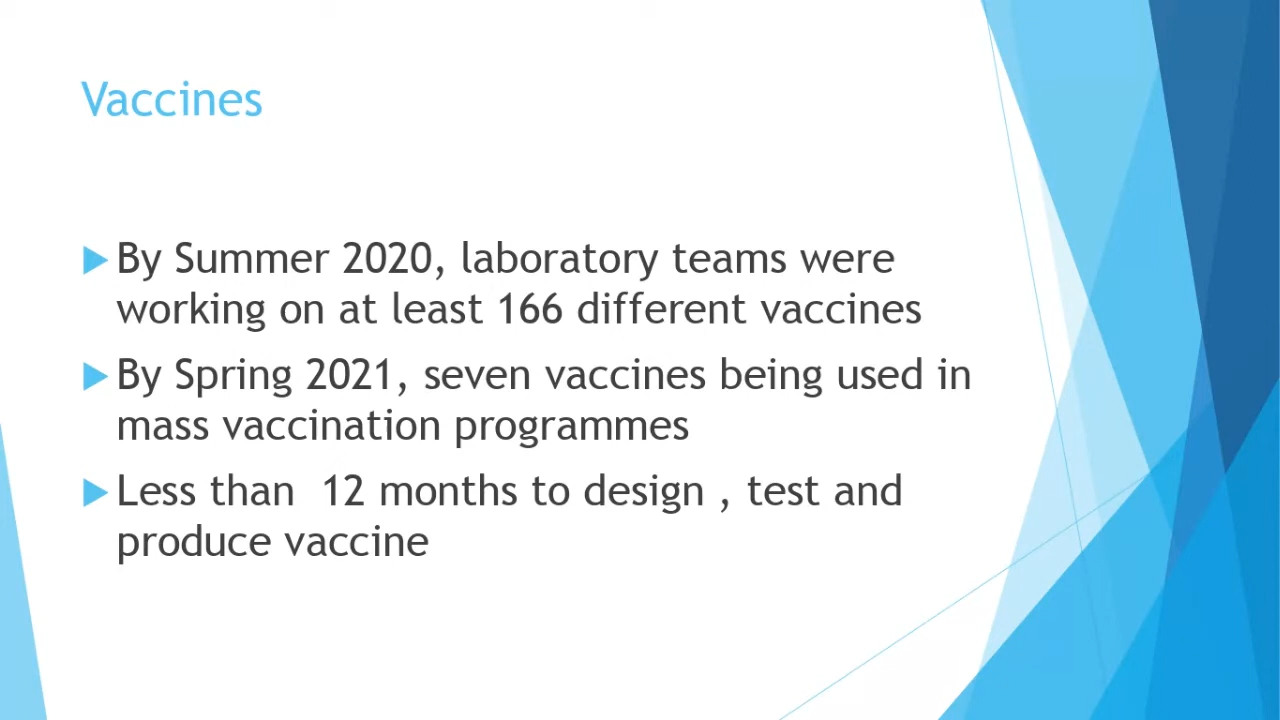 Vaccines
By Summer 2020, laboratory teams were
working on at least 166 different vaccines
By Spring 2021, seven vaccines being used in
mass vaccination programmes
Less than  12 months to design , test and
produce vaccine